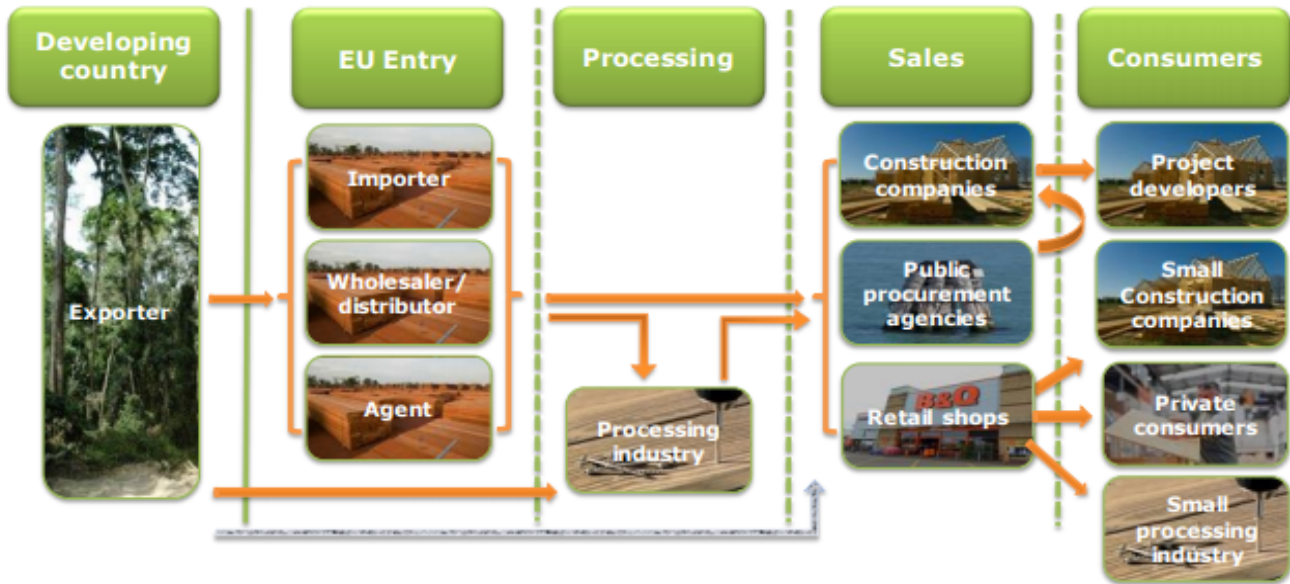 Developing
country
EU Entry
Processing
Sales
Consumers
Exporter
Importer
Wholesaler/
distributor
Agent
Processing
industry
Construction
companies
Public
procurement
agencies
B&Q
Retail shops
Project
developers
Small
Construction
companies
Private
consumers
Small
processing
industry